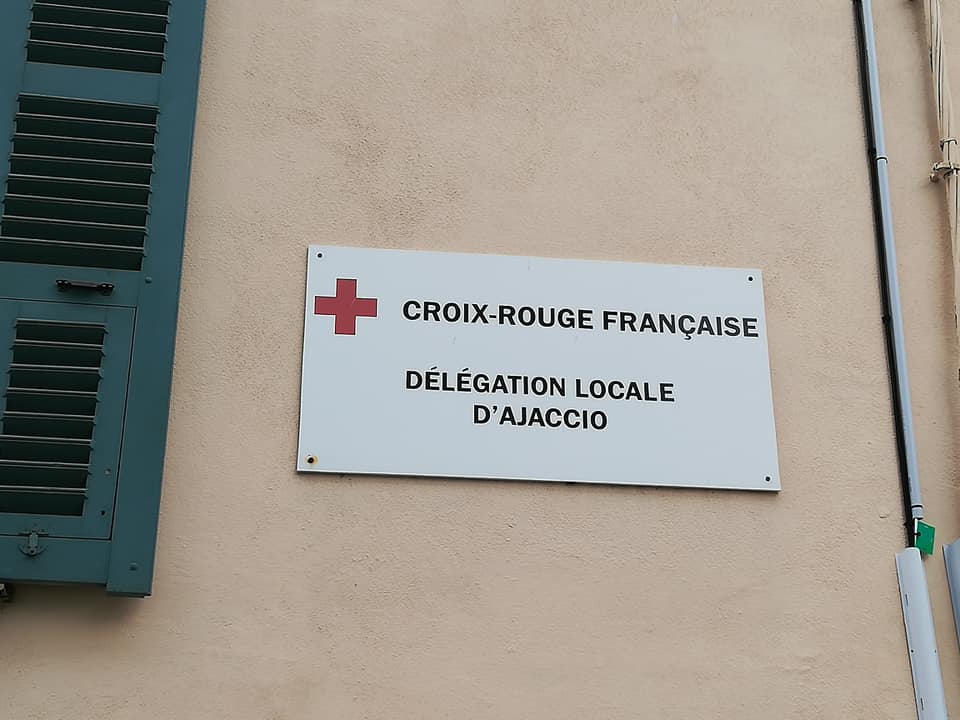 CROIX-ROUGE FRANÇAISE
DÉLÉGATION LOCALE
D'AJACCIO